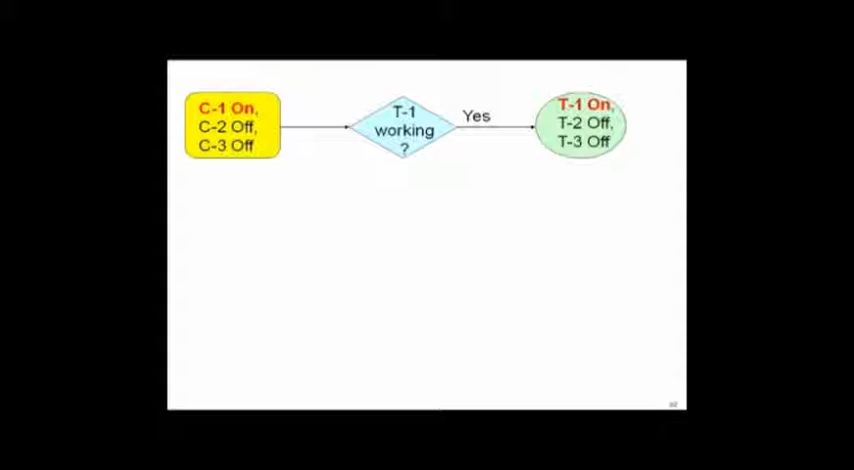 C-1 On,
C-2 Off,
C-3 Off
T-1
working
?
Yes
T-1 On,
T-2 Off,
T-3 Off